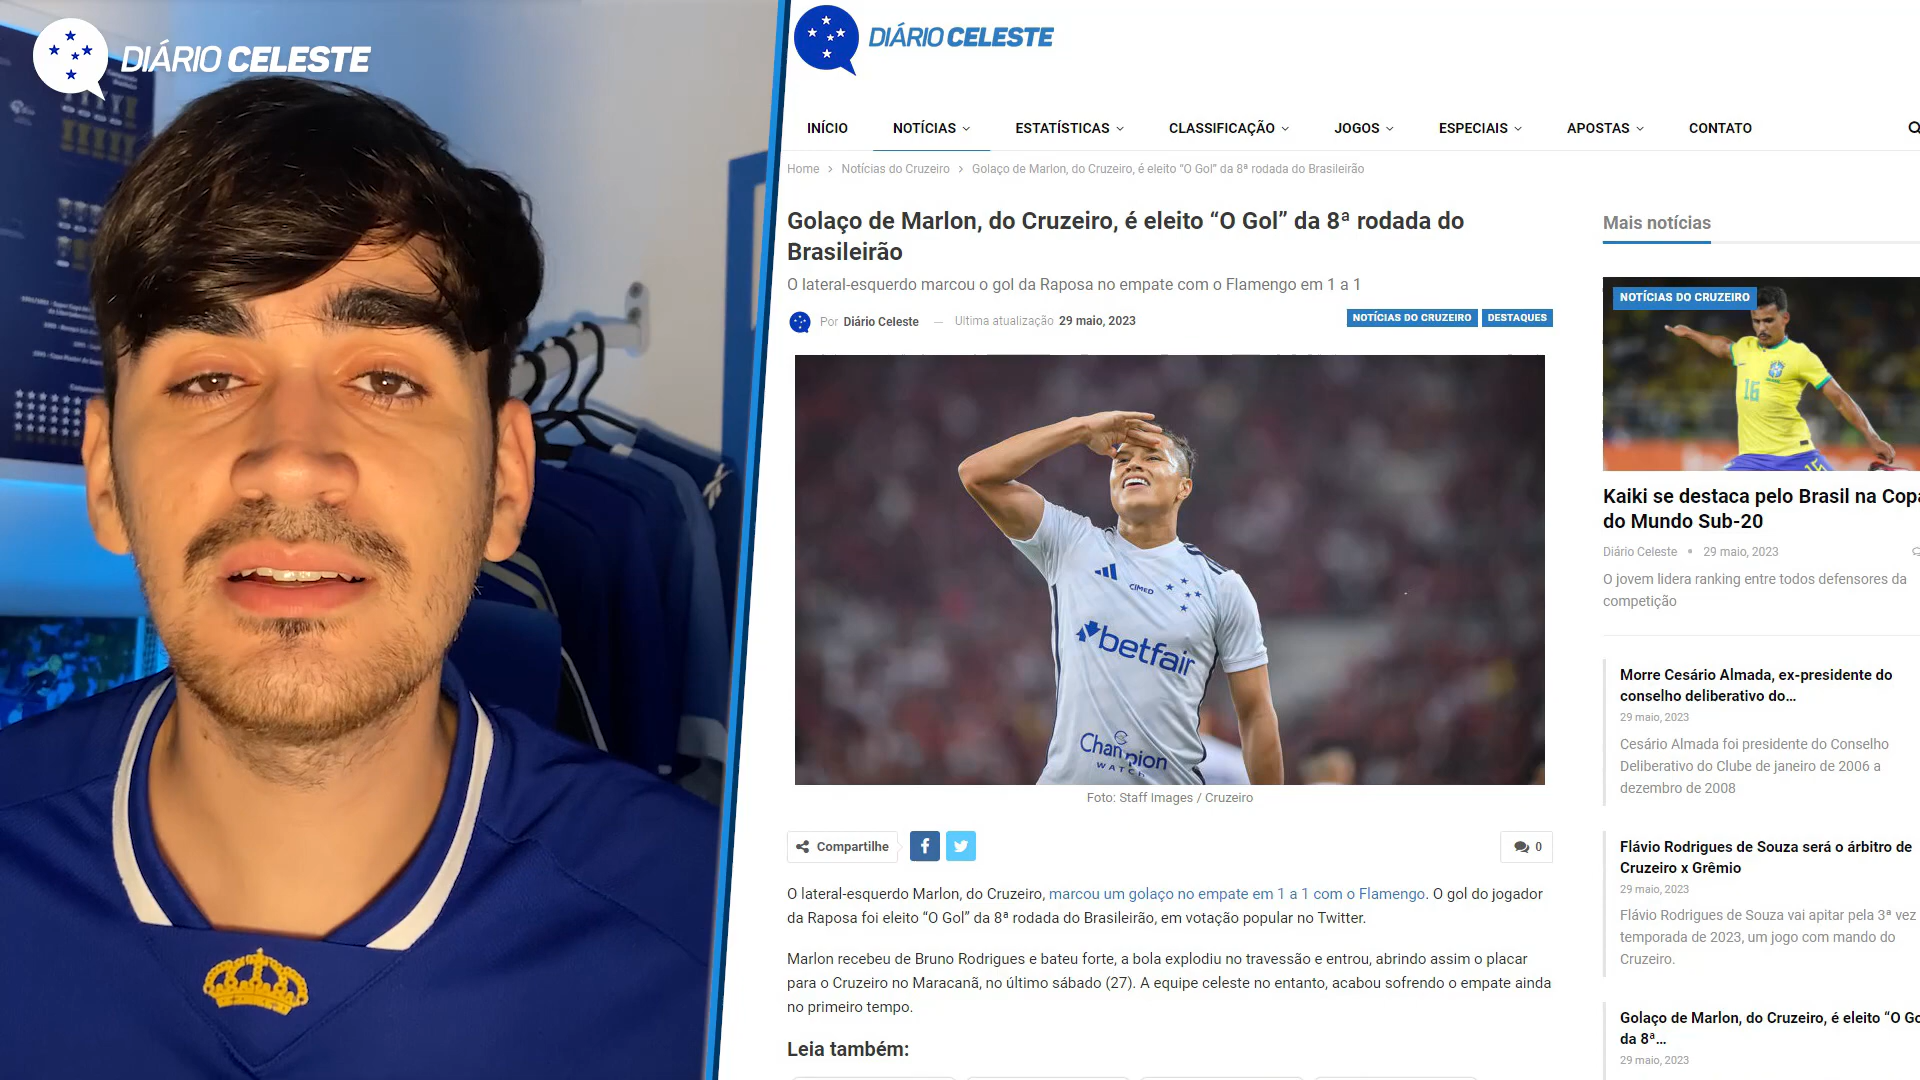 DIÁRIO CELESTE
DIÁRIO CELESTE
INÍCIO NOTÍCIAS ESTATÍSTICAS CLASSIFICAÇÃO JOGOS ESPECIAIS APOSTAS CONTATO
Home > Notícias do Cruzeiro > Golaço de Marlon, do Cruzeiro, é eleito “O Gol” da 8ª rodada do Brasileirão
Golaço de Marlon, do Cruzeiro, é eleito “O Gol” da 8ª rodada do
Brasileirão
O lateral-esquerdo marcou o gol da Raposa no empate com o Flamengo em 1 a 1
Por Diário Celeste — Ultima atualização 29 maio, 2023
NOTÍCIAS DO CRUZEIRO DESTAQUES
CIMED
betfair
Champion
WATCH
Foto: Staff Images / Cruzeiro
Compartilhe
0
O lateral-esquerdo Marlon, do Cruzeiro, marcou um golaço no empate em 1 a 1 com o Flamengo. O gol do jogador
da Raposa foi eleito “O Gol” da 8ª rodada do Brasileirão, em votação popular no Twitter.
Marlon recebeu de Bruno Rodrigues e bateu forte, a bola explodiu no travessão e entrou, abrindo assim o placar
para o Cruzeiro no Maracanã, no último sábado (27). A equipe celeste no entanto, acabou sofrendo o empate ainda
no primeiro tempo.
Leia também:
Mais notícias
NOTÍCIAS DO CRUZEIRO
16
Kaiki se destaca pelo Brasil na Copa
do Mundo Sub-20
Diário Celeste • 29 maio, 2023
O jovem lidera ranking entre todos defensores da
competição
Morre Cesário Almada, ex-presidente do
conselho deliberativo do…
29 maio, 2023
Cesário Almada foi presidente do Conselho
Deliberativo do Clube de janeiro de 2006 a
dezembro de 2008
Flávio Rodrigues de Souza será o árbitro de
Cruzeiro x Grêmio
29 maio, 2023
Flávio Rodrigues de Souza vai apitar pela 3ª vez
temporada de 2023, um jogo com mando do
Cruzeiro.
Golaço de Marlon, do Cruzeiro, é eleito “O Go
da 8ª…
29 maio, 2023